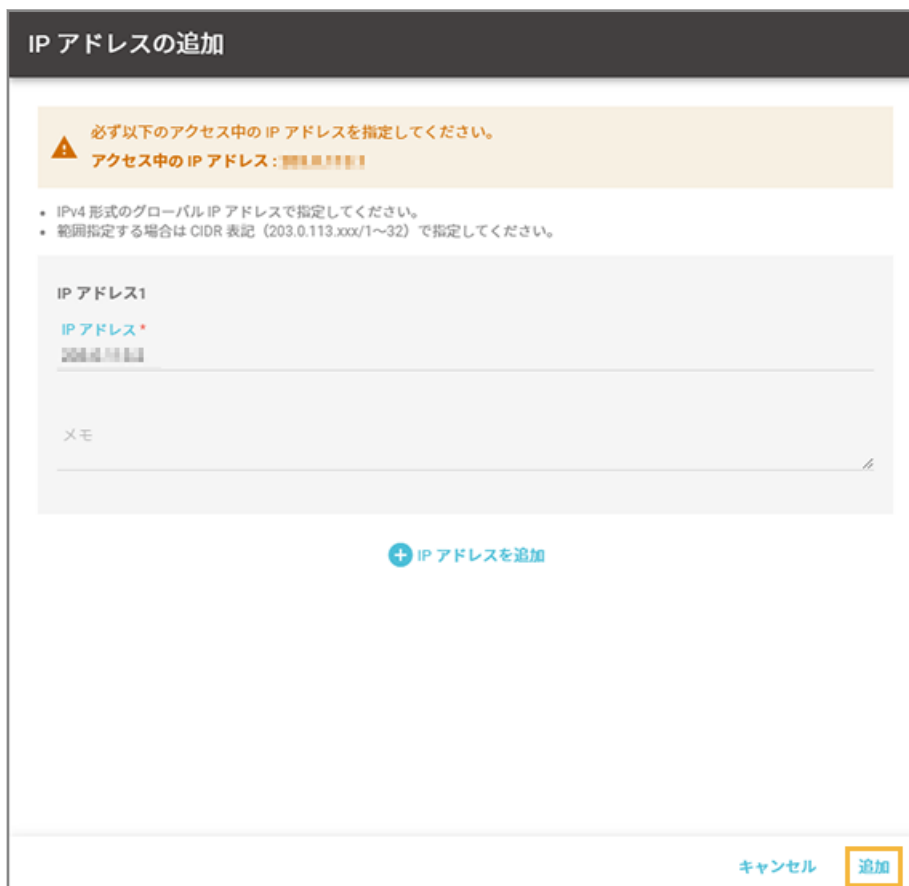 IP アドレスの追加
必ず以下のアクセス中の IP アドレスを指定してください。
アクセス中の IP アドレス :
• IPv4 形式のグローバル IP アドレスで指定してください。
• 範囲指定する場合は CIDR 表記（203.0.113.xxx/1～32）で指定してください。
IP アドレス1
IP アドレス *
メモ
IP アドレスを追加
キャンセル 追加